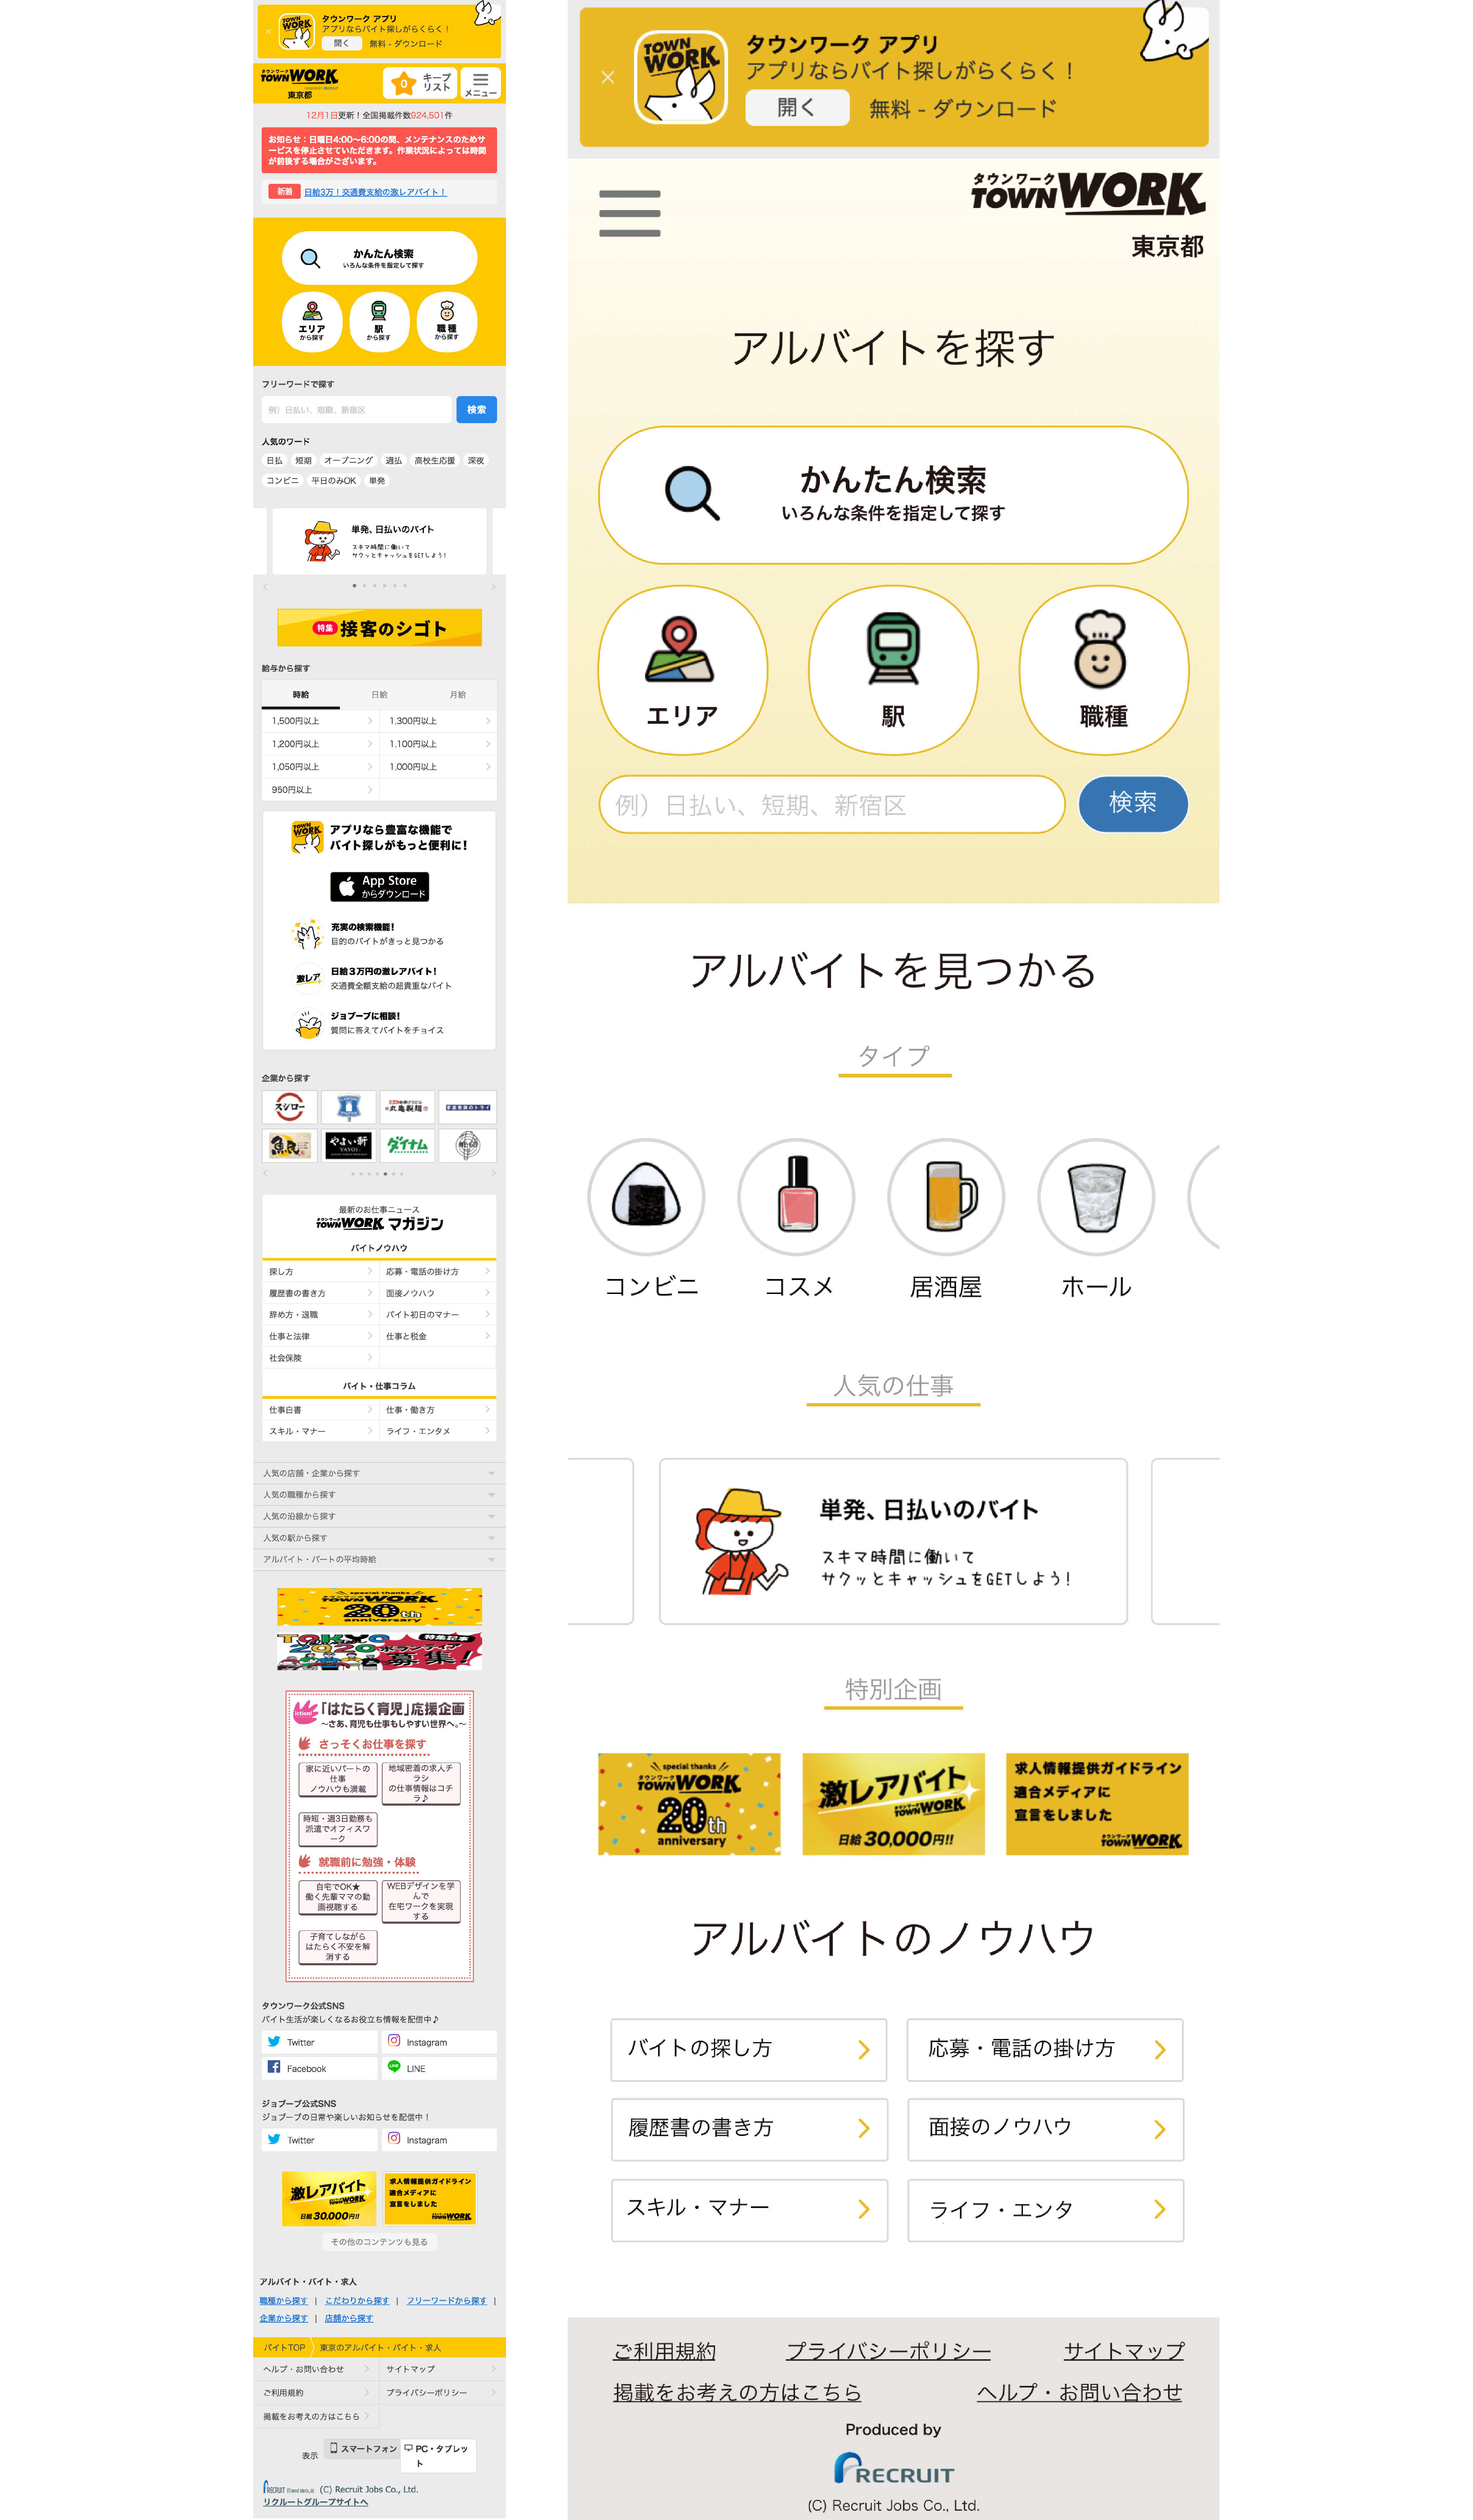 タウンワーク アプリ
アプリならバイト探しがらくらく！
開く 無料 - ダウンロード
タウンワーク
TOWNWORK
東京都
0 キープリスト
メニュー
12月1日更新！全国掲載件数924,501件
お知らせ：日曜日4:00〜6:00の間、メンテナンスのためサ
ービスを停止させていただきます。作業状況によっては時間
が前後する場合がございます。
新着 日給3万！交通費支給の激レアバイト！
かんたん検索
いろんな条件を指定して探す
エリア
から探す
駅
から探す
職種
から探す
フリーワードで探す
例）日払い、短期、新宿区 検索
人気のワード
日払 短期 オープニング 週払 高校生応援 深夜
コンビニ 平日のみOK 単発
単発、日払いのバイト
スキマ時間に働いて
サクッとキャッシュをGETしよう！
特集 接客のシゴト
給与から探す
時給 日給 月給
1,500円以上 1,300円以上
1,200円以上 1,100円以上
1,050円以上 1,000円以上
950円以上
TOWN WORK
アプリなら豊富な機能で
バイト探しがもっと便利に！
App Store
からダウンロード
充実の検索機能！
目的のバイトがきっと見つかる
激レア
日給３万円の激レアバイト！
交通費全額支給の超貴重なバイト
ジョブーブに相談！
質問に答えてバイトをチョイス
企業から探す
スシロー
丸亀製麺
家庭教師のトライ
魚民
やよい軒
YAYOI
ダイナム
最新のお仕事ニュース
タウンワーク
TOWNWORK マガジン
バイトノウハウ
探し方 応募・電話の掛け方
履歴書の書き方 面接ノウハウ
辞め方・退職 バイト初日のマナー
仕事と法律 仕事と税金
社会保険
バイト・仕事コラム
仕事白書 仕事・働き方
スキル・マナー ライフ・エンタメ
人気の店舗・企業から探す
人気の職種から探す
人気の沿線から探す
人気の駅から探す
アルバイト・パートの平均時給
special thanks
TOWNWORK
20th
anniversary
TOKYO 2020 ボランティア 特集記事 募集！
action!
「はたらく育児」応援企画
〜さあ、育児も仕事もしやすい世界へ。〜
さっそくお仕事を探す
家に近いパートの
仕事
ノウハウも満載
地域密着の求人チ
ラシ
の仕事情報はコチ
ラ♪
時短・週3日勤務も
派遣でオフィスワ
ーク
就職前に勉強・体験
自宅でOK★
働く先輩ママの動
画視聴する
WEBデザインを学
んで
在宅ワークを実現
する
子育てしながら
はたらく不安を解
消する
タウンワーク公式SNS
バイト生活が楽しくなるお役立ち情報を配信中♪
Twitter Instagram
Facebook LINE
ジョブーブ公式SNS
ジョブーブの日常や楽しいお知らせを配信中！
Twitter Instagram
激レアバイト
TOWNWORK
日給30,000円!!
求人情報提供ガイドライン
適合メディアに
宣言をしました
TOWNWORK
その他のコンテンツも見る
アルバイト・バイト・求人
職種から探す | こだわりから探す | フリーワードから探す |
企業から探す | 店舗から探す
バイトTOP 東京のアルバイト・バイト・求人
ヘルプ・お問い合わせ サイトマップ
ご利用規約 プライバシーポリシー
掲載をお考えの方はこちら
表示 スマートフォン PC・タブレッ
ト
RECRUIT (C) Recruit Jobs Co., Ltd.
リクルートグループサイトへ
TOWN
WORK
タウンワーク アプリ
アプリならバイト探しがらくらく！
開く 無料 - ダウンロード
タウンワーク
TOWNWORK
東京都
アルバイトを探す
かんたん検索
いろんな条件を指定して探す
エリア 駅 職種
例）日払い、短期、新宿区 検索
アルバイトを見つかる
タイプ
コンビニ コスメ 居酒屋 ホール
人気の仕事
単発、日払いのバイト
スキマ時間に働いて
サクッとキャッシュをGETしよう！
特別企画
special thanks
タウンワーク
TOWNWORK
20th
anniversary
激レアバイト
タウンワーク
TOWNWORK
日給30,000円!!
求人情報提供ガイドライン
適合メディアに
宣言をしました
タウンワーク
TOWNWORK
アルバイトのノウハウ
バイトの探し方 応募・電話の掛け方
履歴書の書き方 面接のノウハウ
スキル・マナー ライフ・エンタ
ご利用規約 プライバシーポリシー サイトマップ
掲載をお考えの方はこちら ヘルプ・お問い合わせ
Produced by
RECRUIT
(C) Recruit Jobs Co., Ltd.